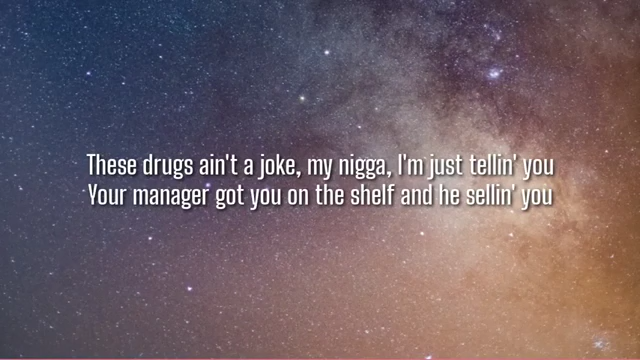 These drugs ain't a joke, my nigga, I'm just tellin' you
Your manager got you on the shelf and he sellin' you